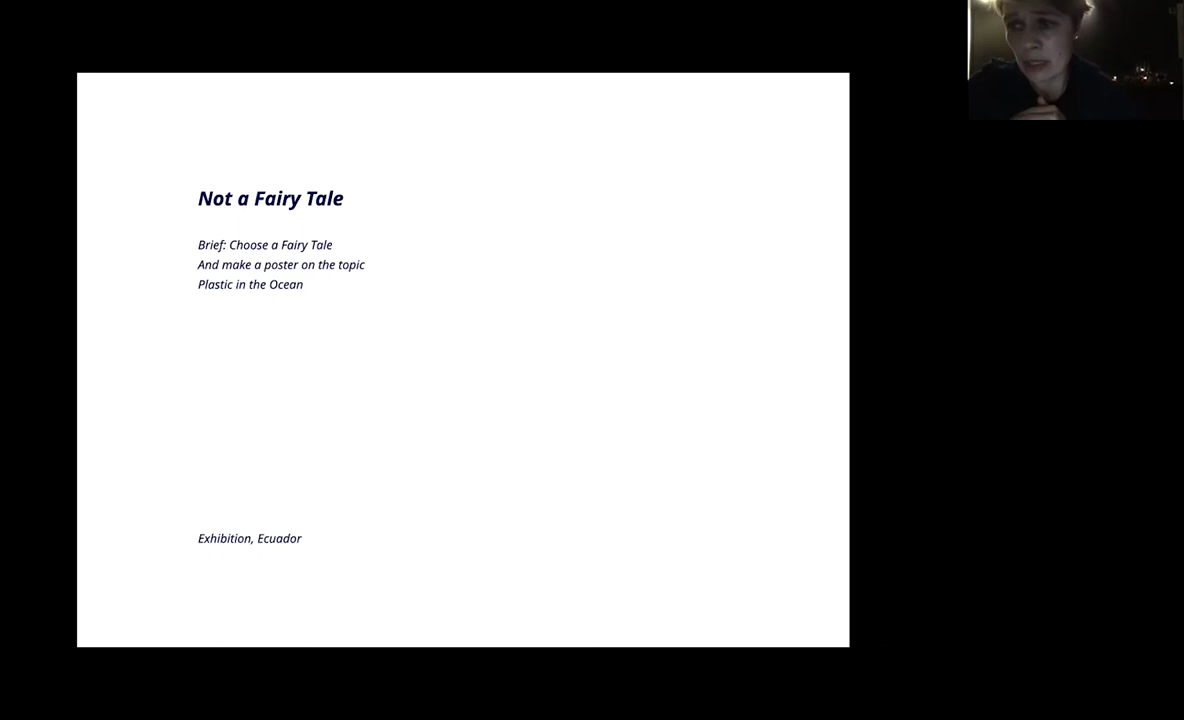 Not a Fairy Tale
Brief: Choose a Fairy Tale
And make a poster on the topic
Plastic in the Ocean
Exhibition, Ecuador